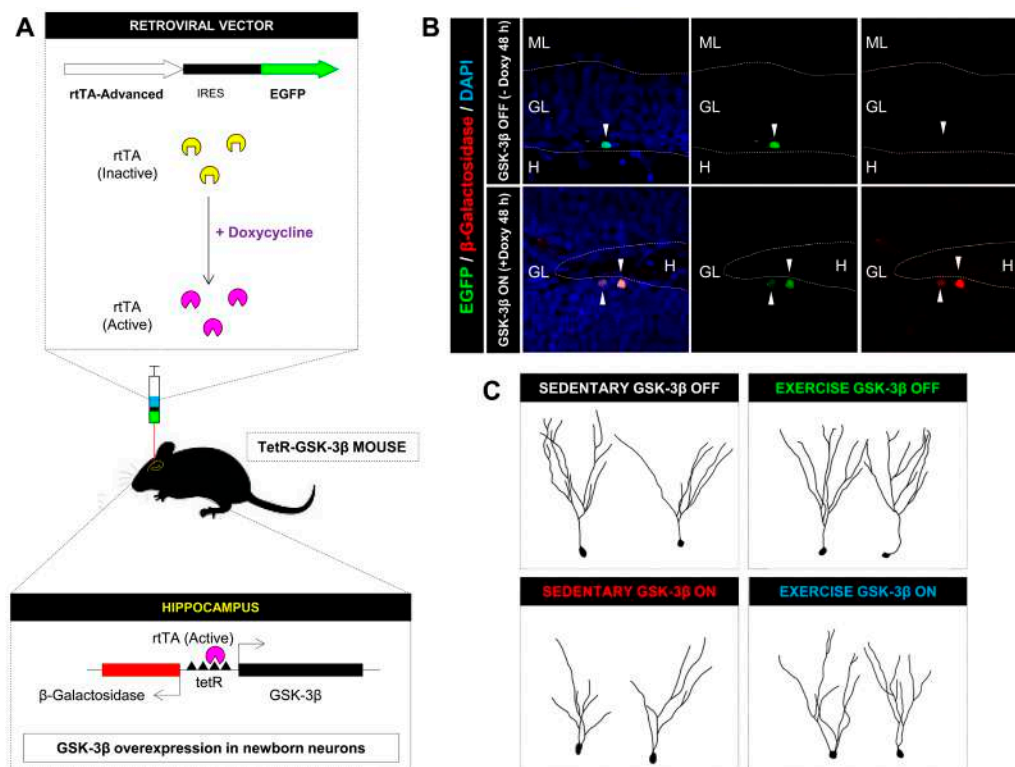 A
RETROVIRAL VECTOR
rtTA-Advanced
IRES
EGFP
rtTA
(Inactive)
+ Doxycycline
rtTA
(Active)
TetR-GSK-3β MOUSE
HIPPOCAMPUS
rtTA (Active)
tetR
β-Galactosidase
GSK-3β
GSK-3β overexpression in newborn neurons
B
EGFP / β-Galactosidase / DAPI
GSK-3β OFF (- Doxy 48 h)
ML
GL
H
ML
GL
H
ML
GL
H
GSK-3β ON (+Doxy 48 h)
GL
H
GL
H
GL
H
C
SEDENTARY GSK-3β OFF
EXERCISE GSK-3β OFF
SEDENTARY GSK-3β ON
EXERCISE GSK-3β ON